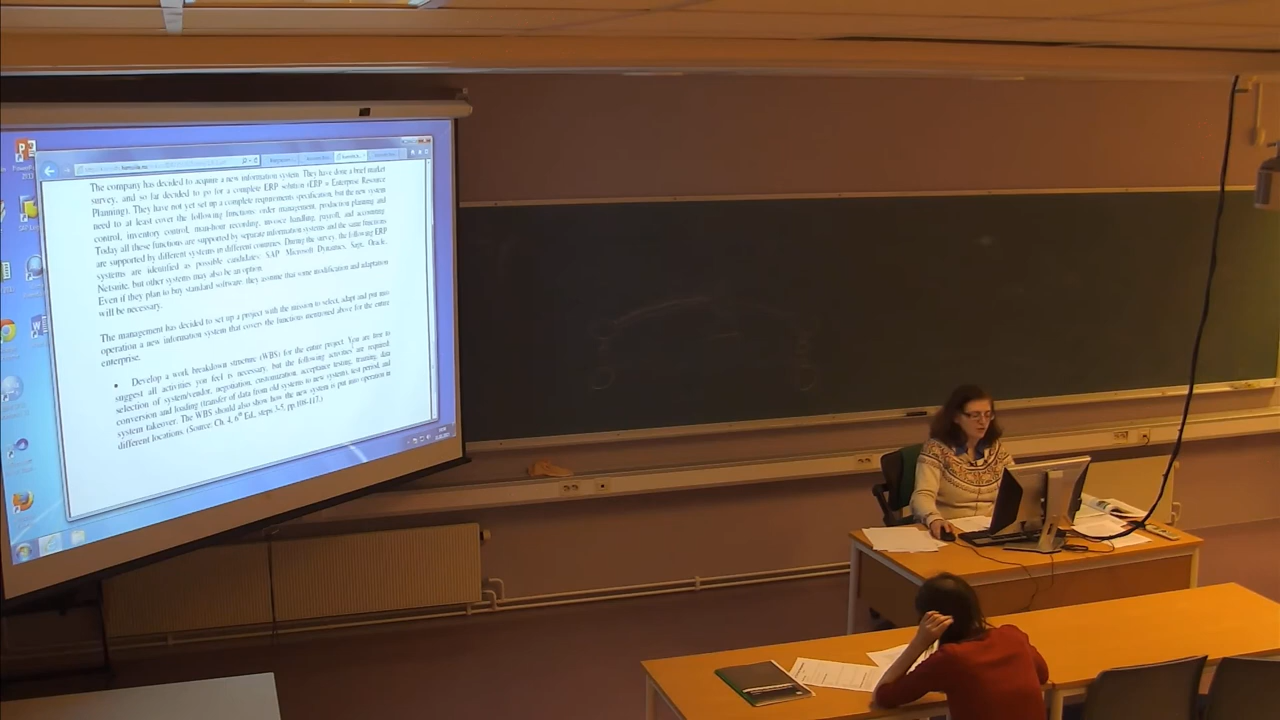 The company has decided to acquire a new information system. They have done a brief market
survey, and so far decided to go for a complete ERP solution (ERP = Enterprise Resource
Planning). They have not yet set up a complete requirements specification, but the new system
need to at least cover the following functions: order management, production planning and
control, inventory control, man-hour recording, invoice handling, payroll, and accounting.
Today all these functions are supported by separate information systems and the same functions
are supported by different systems in different countries. During the survey, the following ERP
systems are identified as possible candidates: SAP, Microsoft Dynamics, Sage, Oracle,
Netsuite, but other systems may also be an option.
Even if they plan to buy standard software, they assume that some modification and adaptation
will be necessary.
The management has decided to set up a project with the mission to select, adapt and put into
operation a new information system that covers the functions mentioned above for the entire
enterprise.
• Develop a work breakdown structure (WBS) for the entire project. You are free to
suggest all activities you feel is necessary, but the following activities are required:
selection of system/vendor, negotiation, customization, acceptance testing, training, data
conversion and loading (transfer of data from old systems to new system), test period, and
system takeover. The WBS should also show how the new system is put into operation in
different locations. (Source: Ch. 4, 6th Ed., steps 3-5, pp.108-117.)